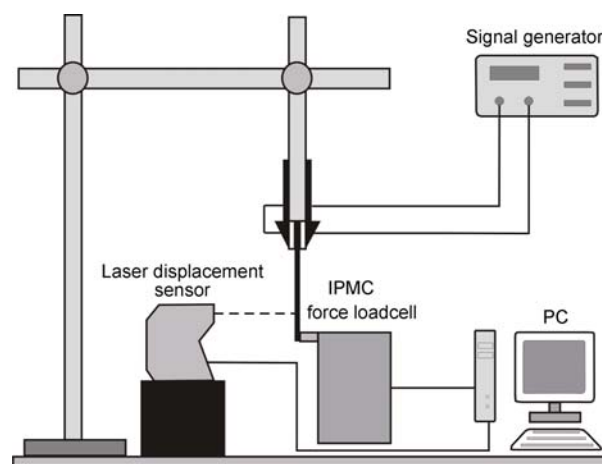 Signal generator
Laser displacement
sensor
IPMC
force loadcell
PC